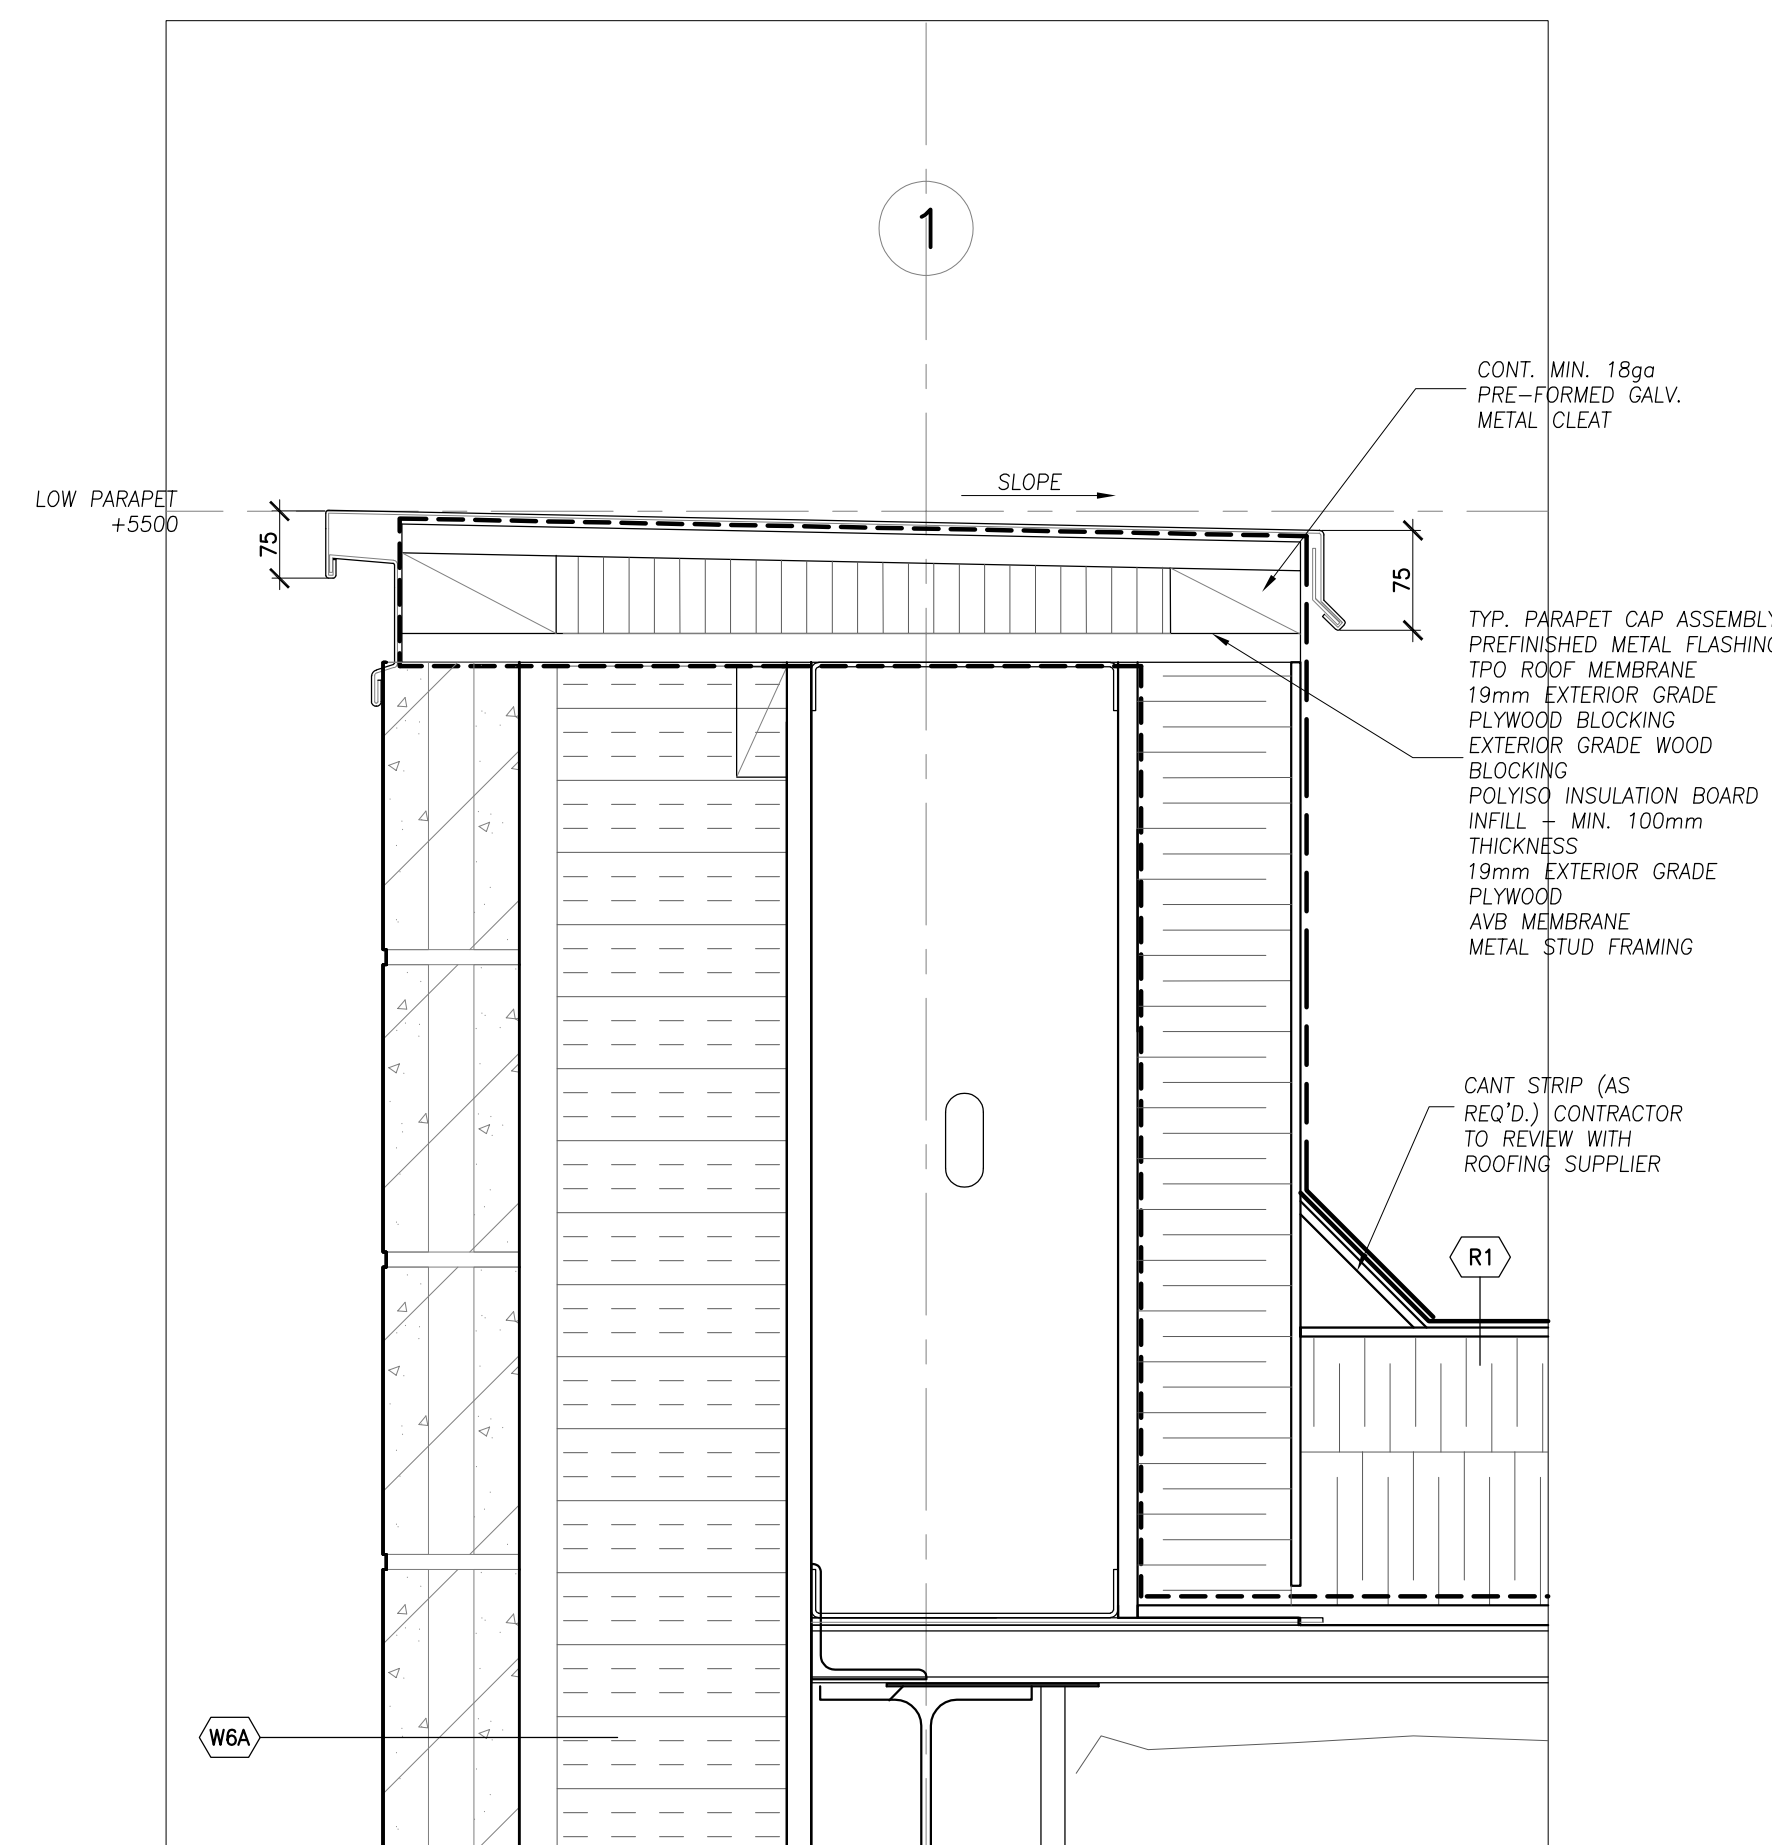 1
CONT. MIN. 18ga
PRE-FORMED GALV.
METAL CLEAT
SLOPE
LOW PARAPET
+5500
75
75
TYP. PARAPET CAP ASSEMBLY
PREFINISHED METAL FLASHING
TPO ROOF MEMBRANE
19mm EXTERIOR GRADE
PLYWOOD BLOCKING
EXTERIOR GRADE WOOD
BLOCKING
POLYISO INSULATION BOARD
INFILL - MIN. 100mm
THICKNESS
19mm EXTERIOR GRADE
PLYWOOD
AVB MEMBRANE
METAL STUD FRAMING
CANT STRIP (AS
REQ'D.) CONTRACTOR
TO REVIEW WITH
ROOFING SUPPLIER
R1
W6A